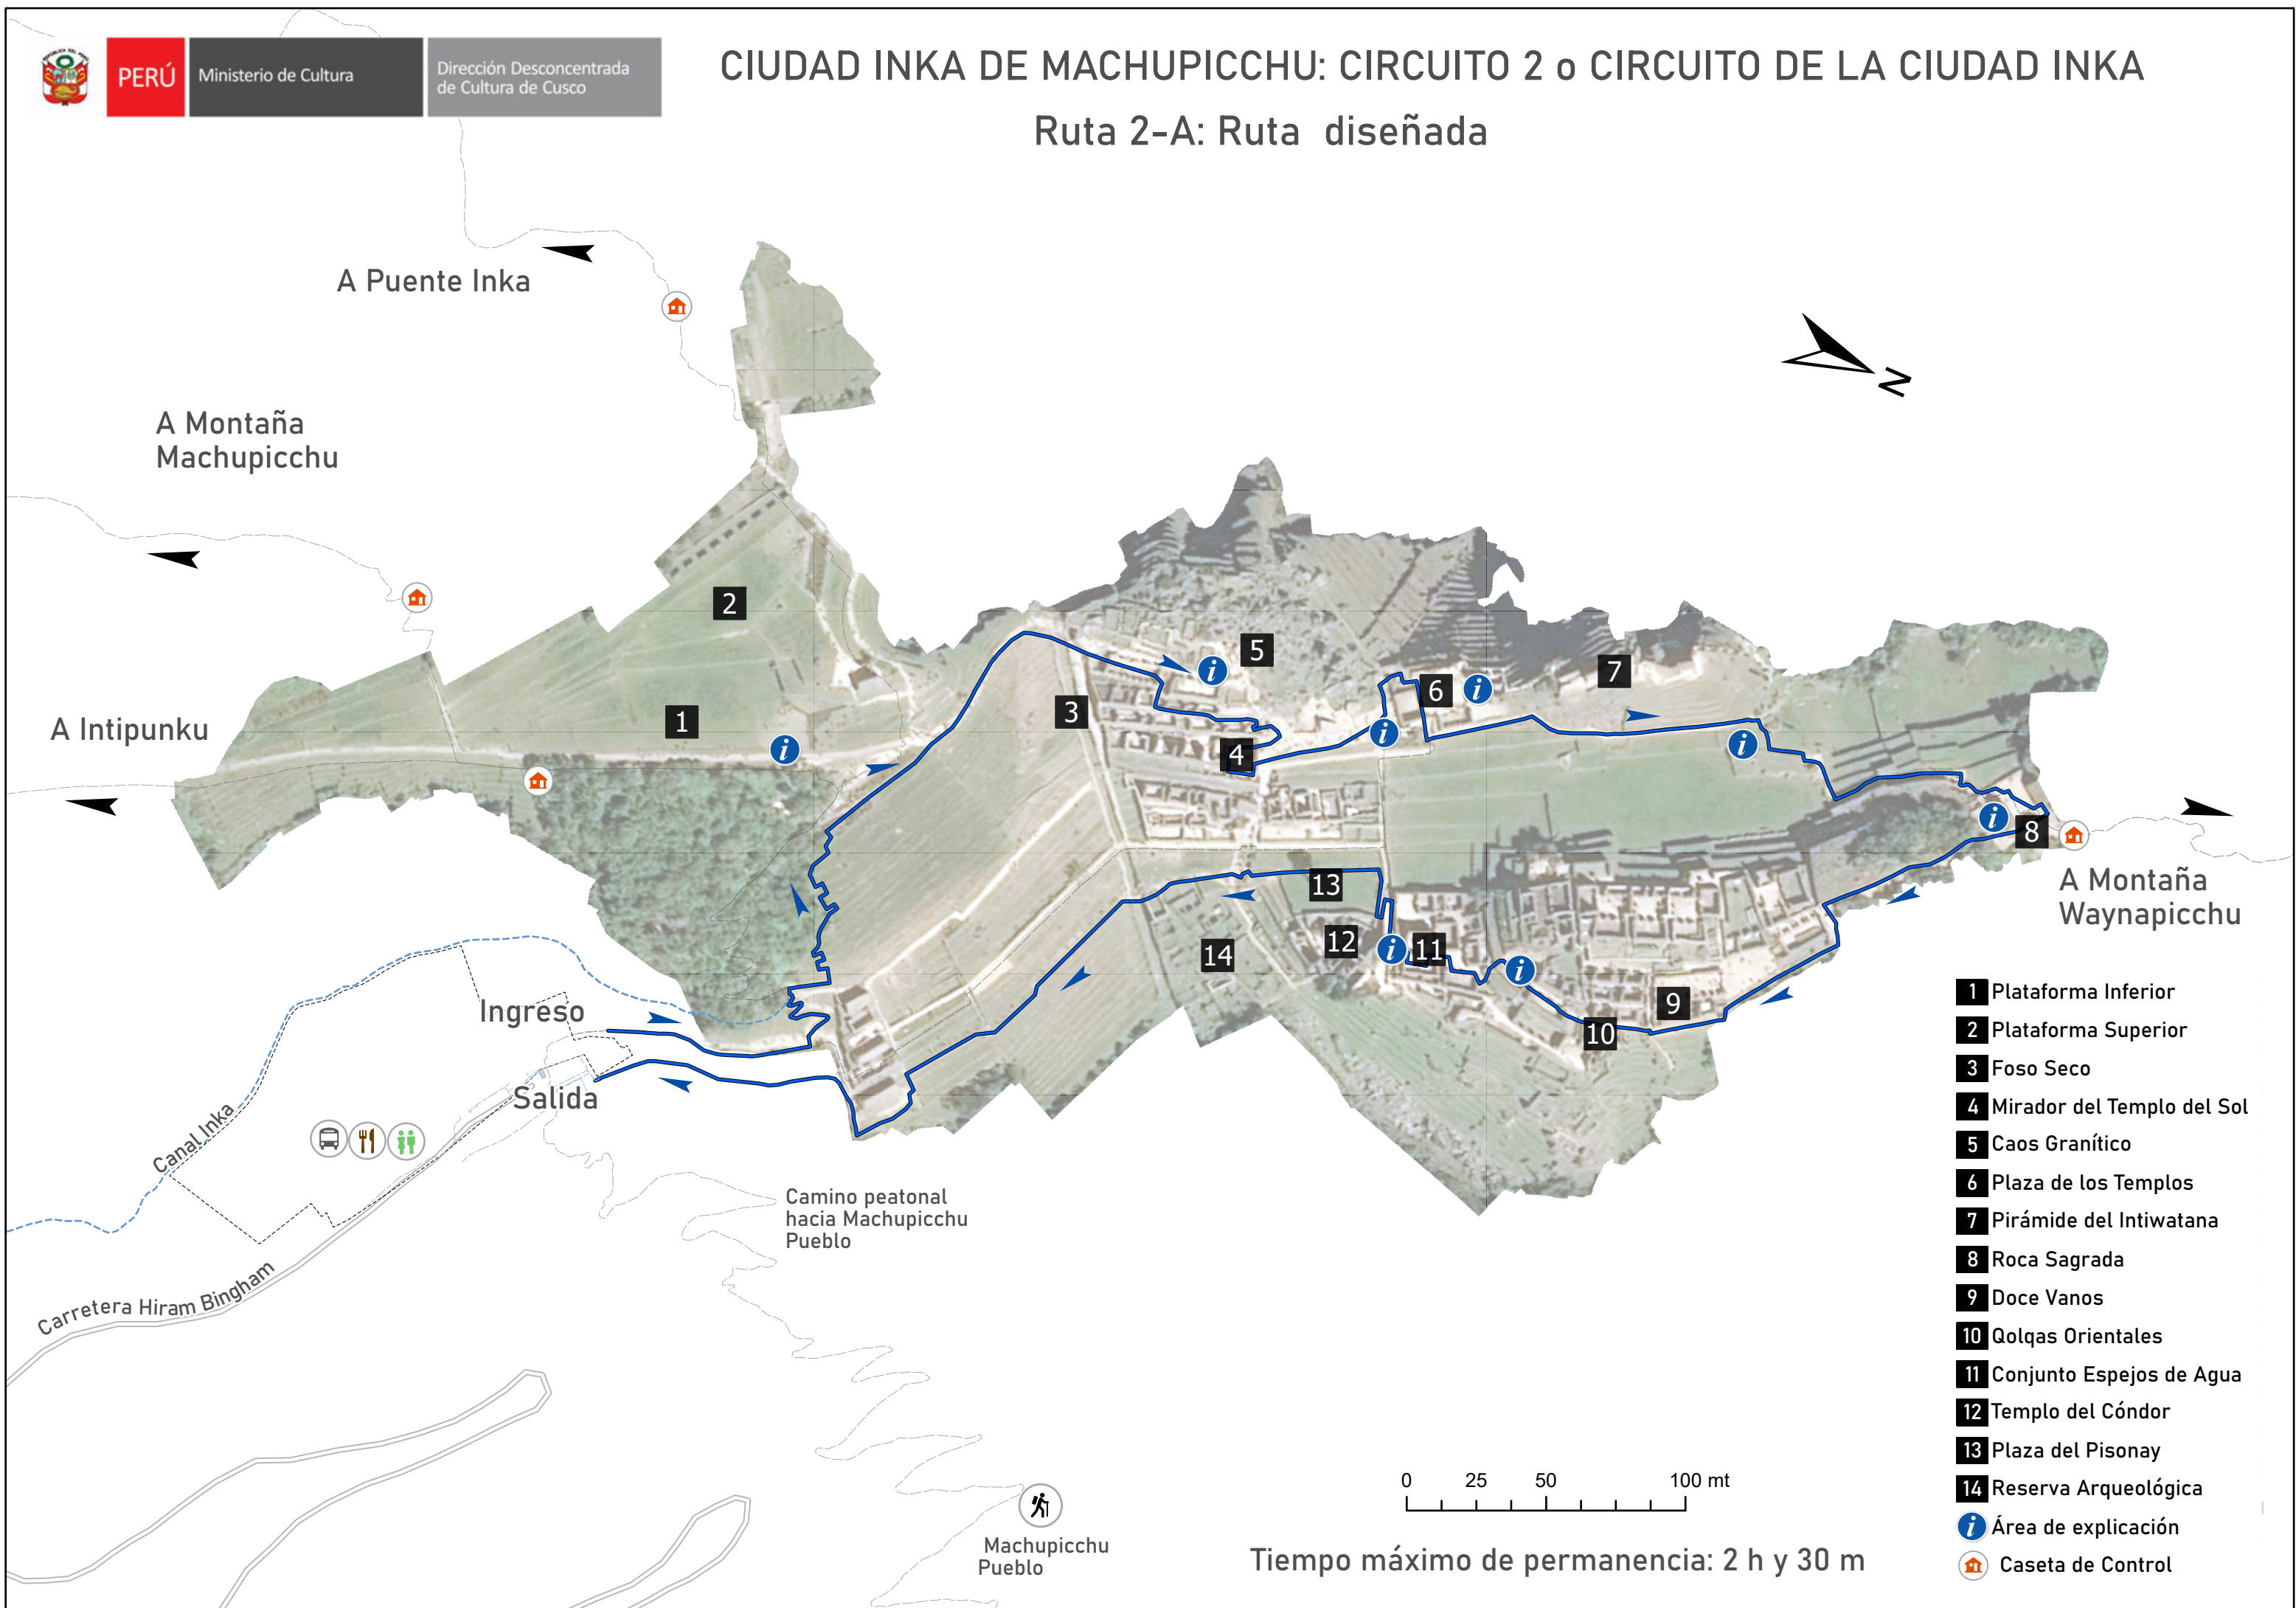 REPÚBLICA DEL PERÚ
PERÚ
Ministerio de Cultura
Dirección Desconcentrada
de Cultura de Cusco
CIUDAD INKA DE MACHUPICCHU: CIRCUITO 2 o CIRCUITO DE LA CIUDAD INKA
Ruta 2-A: Ruta diseñada
A Puente Inka
N
A Montaña
Machupicchu
2
5
7
6
1
3
A Intipunku
4
8
A Montaña
Waynapicchu
13
12
11
14
9
10
Ingreso
Salida
Canal Inka
Carretera Hiram Bingham
Camino peatonal
hacia Machupicchu
Pueblo
Machupicchu
Pueblo
0 25 50 100 mt
Tiempo máximo de permanencia: 2 h y 30 m
1 Plataforma Inferior
2 Plataforma Superior
3 Foso Seco
4 Mirador del Templo del Sol
5 Caos Granítico
6 Plaza de los Templos
7 Pirámide del Intiwatana
8 Roca Sagrada
9 Doce Vanos
10 Qolqas Orientales
11 Conjunto Espejos de Agua
12 Templo del Cóndor
13 Plaza del Pisonay
14 Reserva Arqueológica
i Área de explicación
Caseta de Control